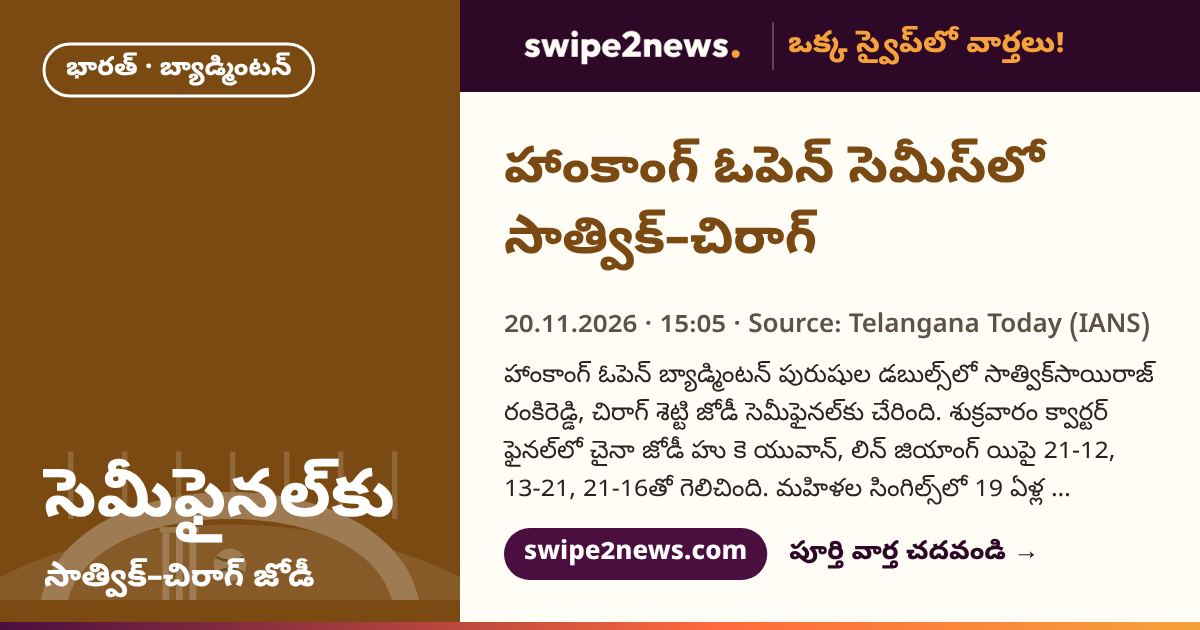 భారత్ · బ్యాడ్మింటన్
సెమీఫైనల్‌కు
సాత్విక్–చిరాగ్ జోడీ
swipe2news.
ఒక్క స్వైప్‌లో వార్తలు!
హాంకాంగ్ ఓపెన్ సెమీస్‌లో
సాత్విక్–చిరాగ్
20.11.2026 · 15:05 · Source: Telangana Today (IANS)
హాంకాంగ్ ఓపెన్ బ్యాడ్మింటన్ పురుషుల డబుల్స్‌లో సాత్విక్‌సాయిరాజ్
రంకిరెడ్డి, చిరాగ్ శెట్టి జోడీ సెమీఫైనల్‌కు చేరింది. శుక్రవారం క్వార్టర్
ఫైనల్‌లో చైనా జోడీ హు కె యువాన్, లిన్ జియాంగ్ యిపై 21-12,
13-21, 21-16తో గెలిచింది. మహిళల సింగిల్స్‌లో 19 ఏళ్ల ...
swipe2news.com
పూర్తి వార్త చదవండి →